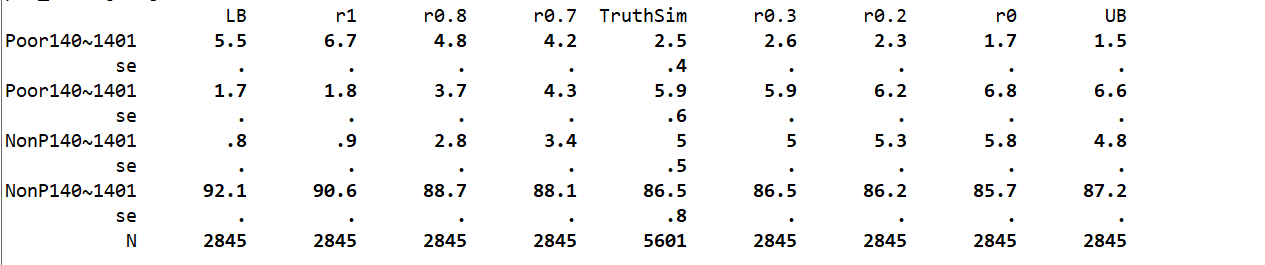 LB r1 r0.8 r0.7 TruthSim r0.3 r0.2 r0 UB
Poor140~1401 5.5 6.7 4.8 4.2 2.5 2.6 2.3 1.7 1.5
se . . . . .4 . . . .
Poor140~1401 1.7 1.8 3.7 4.3 5.9 5.9 6.2 6.8 6.6
se . . . . .6 . . . .
NonP140~1401 .8 .9 2.8 3.4 5 5 5.3 5.8 4.8
se . . . . .5 . . . .
NonP140~1401 92.1 90.6 88.7 88.1 86.5 86.5 86.2 85.7 87.2
se . . . . .8 . . . .
N 2845 2845 2845 2845 5601 2845 2845 2845 2845